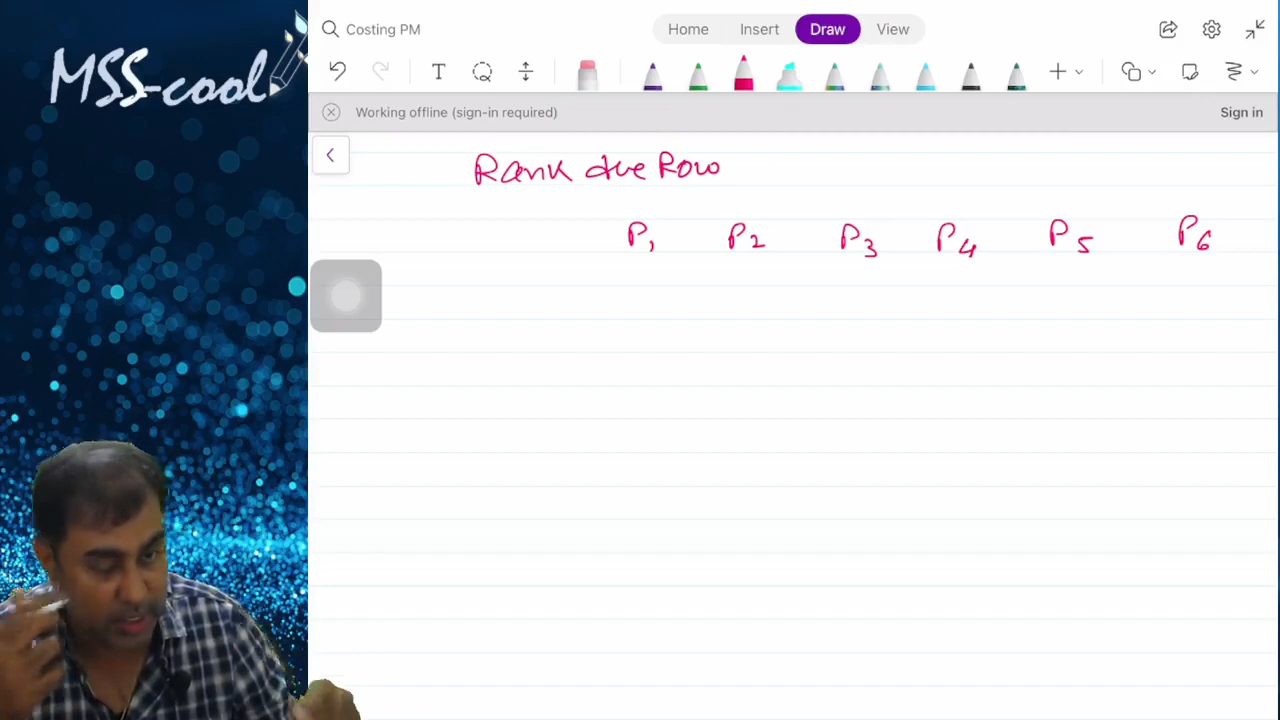 MSS-cool
Costing PM
Home Insert Draw View
T
Working offline (sign-in required) Sign in
Rank the Row
P1 P2 P3 P4 P5 P6